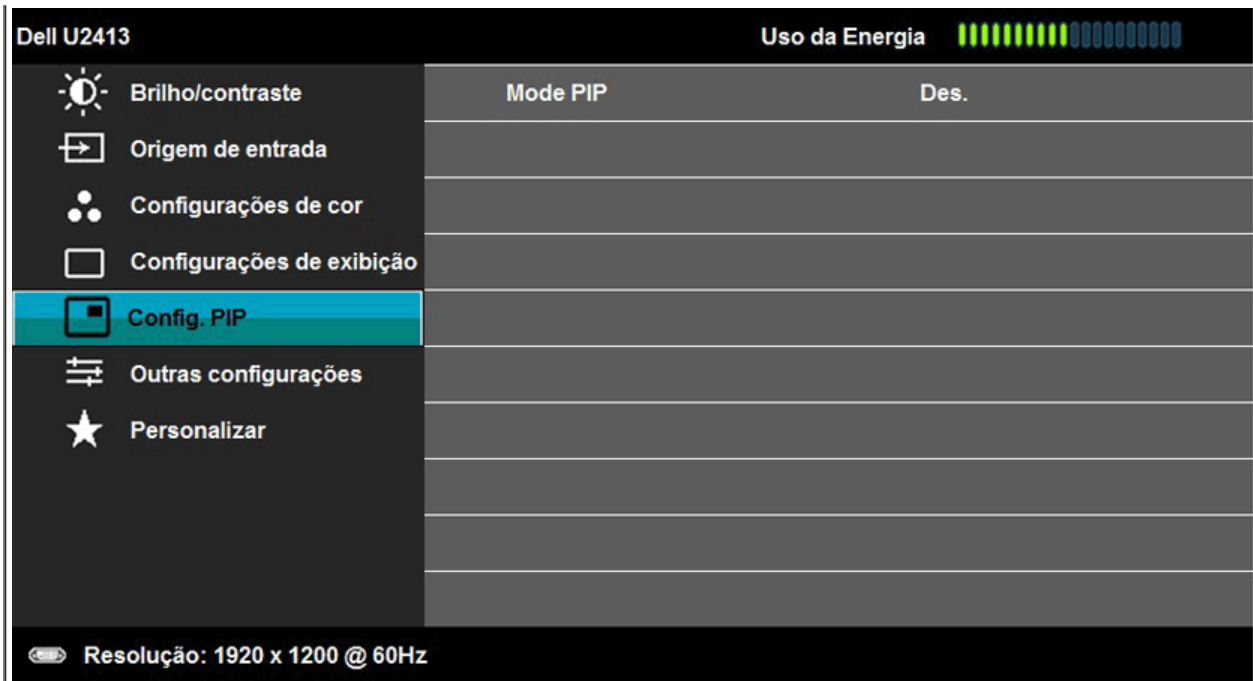 Dell U2413 Uso da Energia
Brilho/contraste Mode PIP Des.
Origem de entrada
Configurações de cor
Configurações de exibição
Config. PIP
Outras configurações
Personalizar
Resolução: 1920 x 1200 @ 60Hz